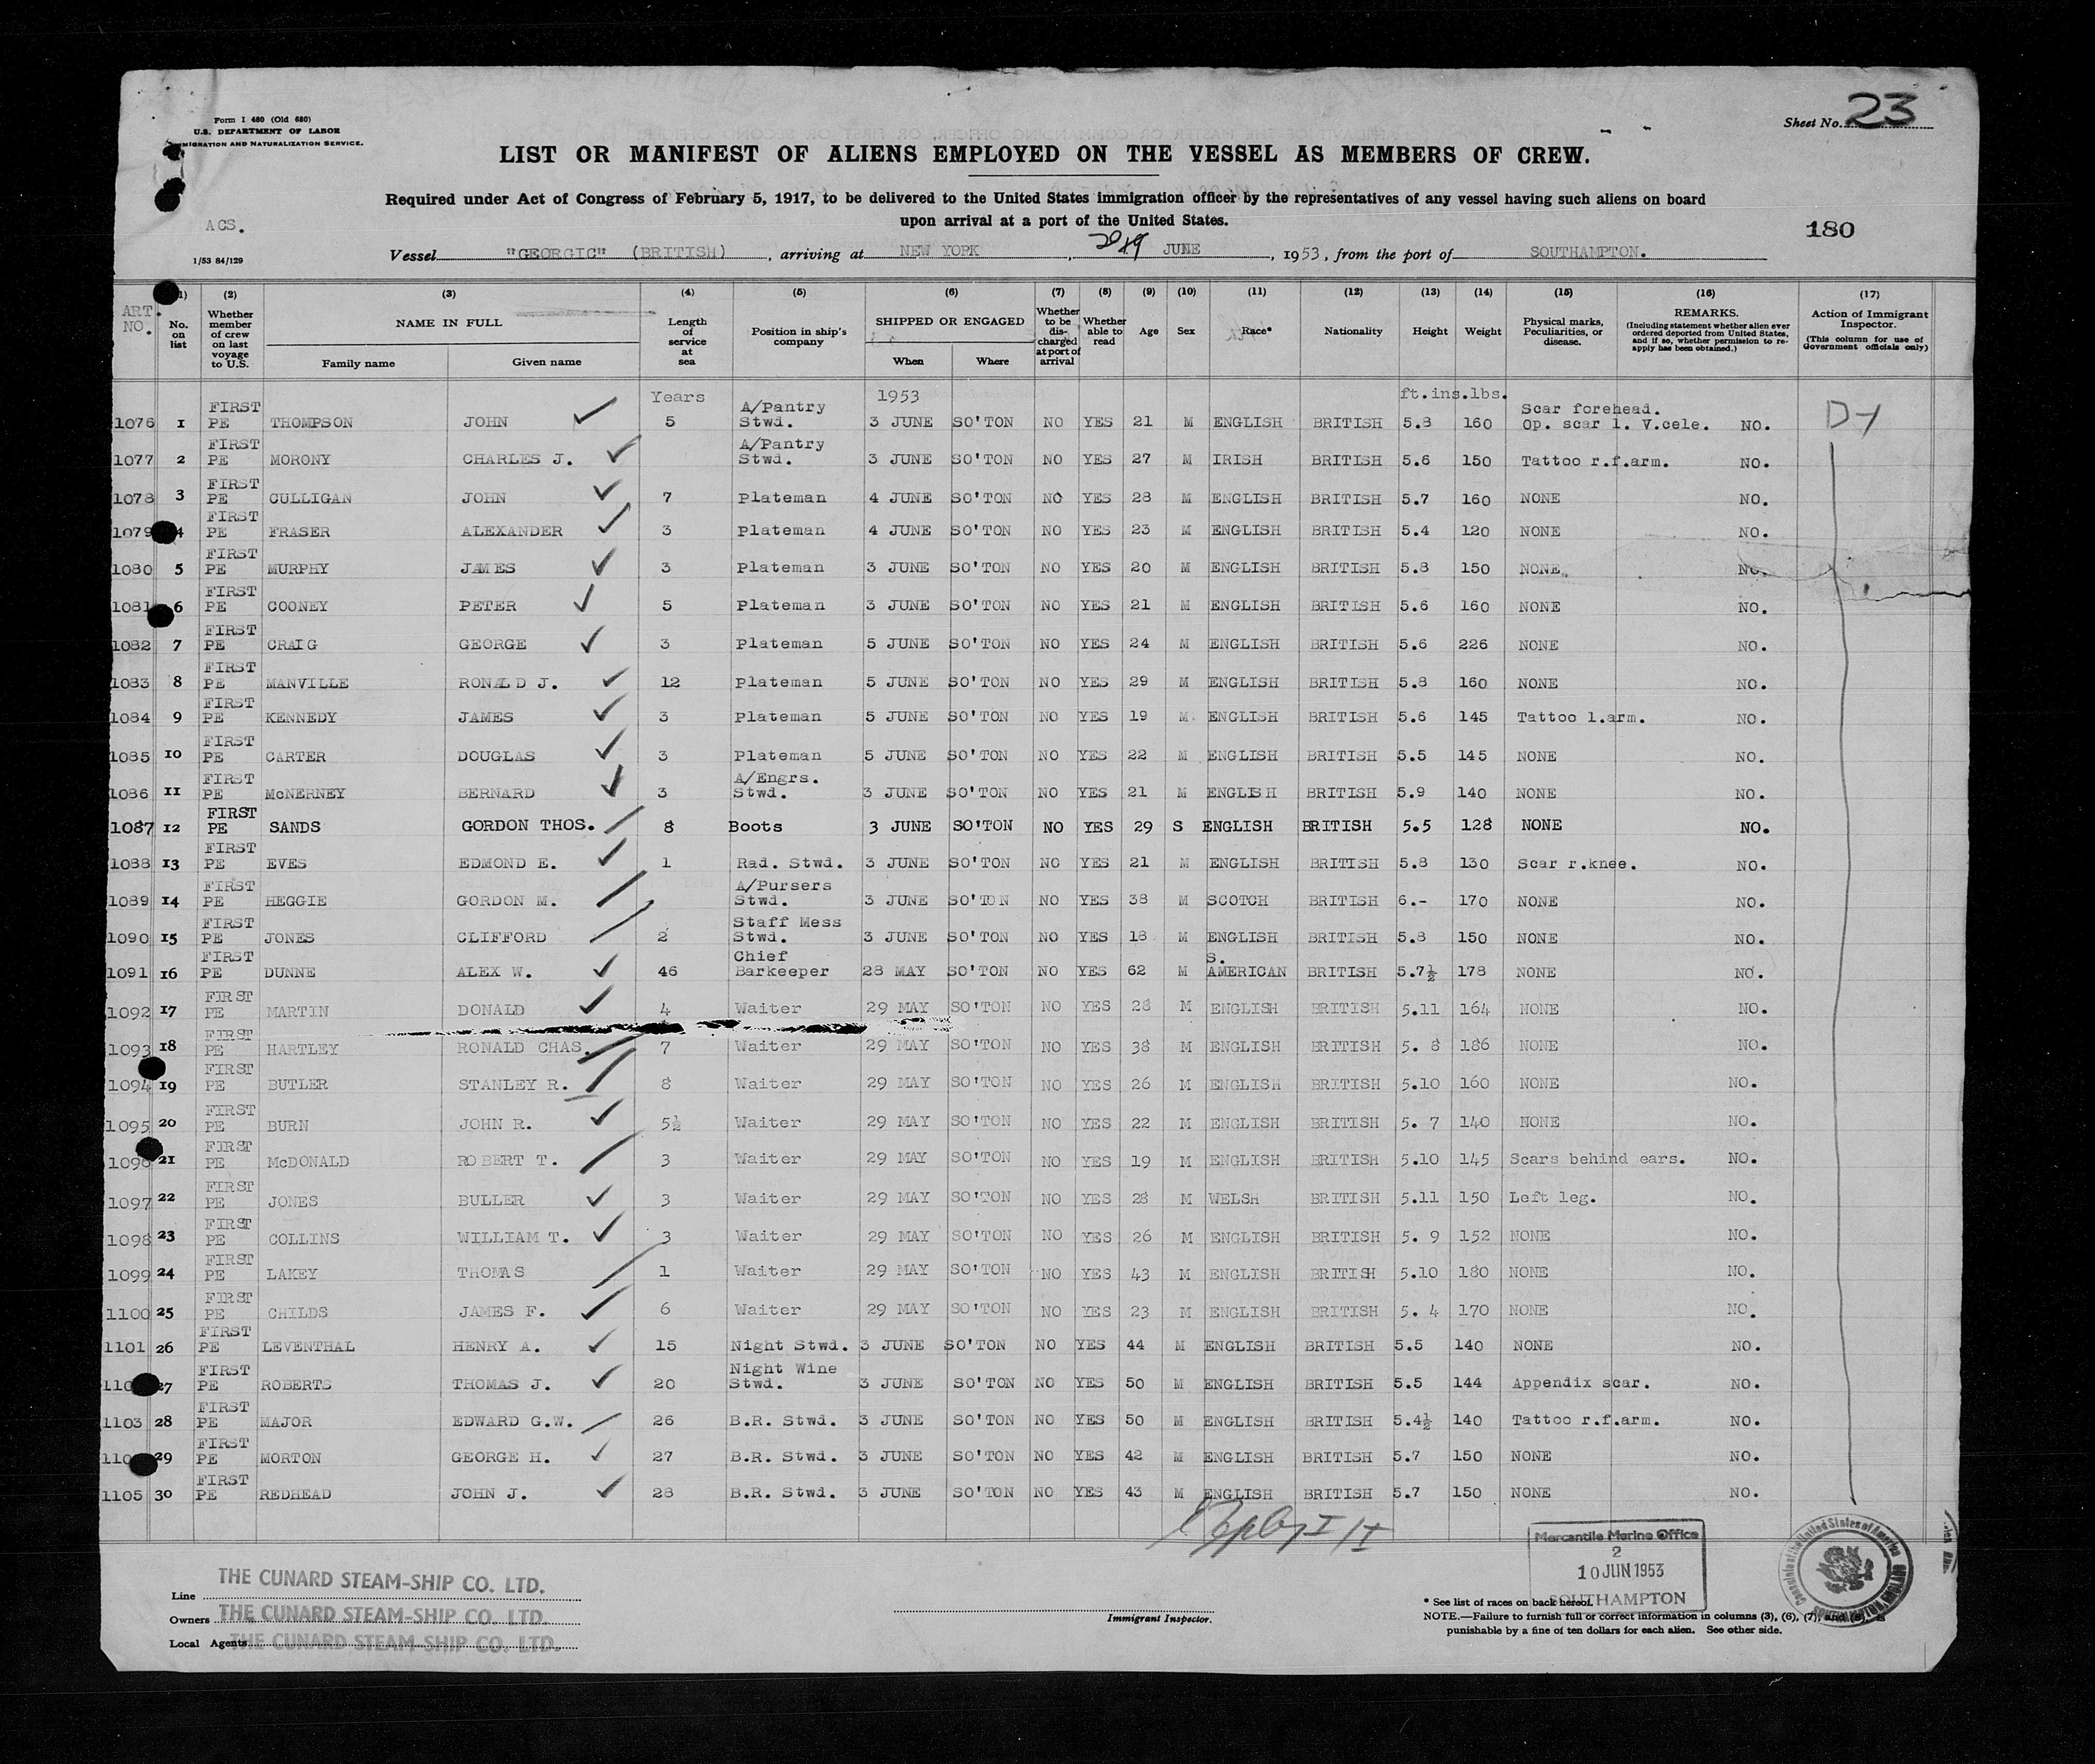 Form I 480 (Old 680)
U.S. DEPARTMENT OF LABOR
MIGRATION AND NATURALIZATION SERVICE.
Sheet No. 23
LIST OR MANIFEST OF ALIENS EMPLOYED ON THE VESSEL AS MEMBERS OF CREW.
Required under Act of Congress of February 5, 1917, to be delivered to the United States immigration officer by the representatives of any vessel having such aliens on board
upon arrival at a port of the United States.
ACS.
180
1/53 84/129
Vessel "GEORGIC" (BRITISH), arriving at NEW YORK, JUNE, 1953, from the port of SOUTHAMPTON.
ART. NO. (1) No. on list (2) Whether member of crew on last voyage to U.S. (3) NAME IN FULL Family name Given name (4) Length of service at sea (5) Position in ship's company (6) SHIPPED OR ENGAGED When Where (7) Whether to be discharged at port of arrival (8) Whether able to read (9) Age (10) Sex (11) Race* (12) Nationality (13) Height (14) Weight (15) Physical marks, Peculiarities, or disease. (16) REMARKS. (Including statement whether alien ever ordered deported from United States, and if so, whether permission to re-apply has been obtained.) (17) Action of Immigrant Inspector. (This column for use of Government officials only)
Years 1953 ft.ins.lbs.
1076 1 FIRST PE THOMPSON JOHN 5 A/Pantry Stwd. 3 JUNE SO'TON NO YES 21 M ENGLISH BRITISH 5.8 160 Scar forehead. Op. scar l. V.cele. NO. D-1
1077 2 FIRST PE MORONY CHARLES J. A/Pantry Stwd. 3 JUNE SO'TON NO YES 27 M IRISH BRITISH 5.6 150 Tattoo r.f.arm. NO.
1078 3 FIRST PE CULLIGAN JOHN 7 Plateman 4 JUNE SO'TON NO YES 28 M ENGLISH BRITISH 5.7 160 NONE NO.
1079 4 FIRST PE FRASER ALEXANDER 3 Plateman 4 JUNE SO'TON NO YES 23 M ENGLISH BRITISH 5.4 120 NONE NO.
1080 5 FIRST PE MURPHY JAMES 3 Plateman 3 JUNE SO'TON NO YES 20 M ENGLISH BRITISH 5.8 150 NONE NO.
1081 6 FIRST PE COONEY PETER 5 Plateman 3 JUNE SO'TON NO YES 21 M ENGLISH BRITISH 5.6 160 NONE NO.
1082 7 FIRST PE CRAIG GEORGE 3 Plateman 5 JUNE SO'TON NO YES 24 M ENGLISH BRITISH 5.6 226 NONE NO.
1083 8 FIRST PE MANVILLE RONALD J. 12 Plateman 5 JUNE SO'TON NO YES 29 M ENGLISH BRITISH 5.8 160 NONE NO.
1084 9 FIRST PE KENNEDY JAMES 3 Plateman 5 JUNE SO'TON NO YES 19 M ENGLISH BRITISH 5.6 145 Tattoo l.arm. NO.
1085 10 FIRST PE CARTER DOUGLAS 3 Plateman 5 JUNE SO'TON NO YES 22 M ENGLISH BRITISH 5.5 145 NONE NO.
1086 11 FIRST PE McNERNEY BERNARD 3 A/Engrs. Stwd. 3 JUNE SO'TON NO YES 21 M ENGLISH BRITISH 5.9 140 NONE NO.
1087 12 FIRST PE SANDS GORDON THOS. 8 Boots 3 JUNE SO'TON NO YES 29 S ENGLISH BRITISH 5.5 128 NONE NO.
1088 13 FIRST PE EVES EDMOND E. 1 Rad. Stwd. 3 JUNE SO'TON NO YES 21 M ENGLISH BRITISH 5.8 130 Scar r.knee. NO.
1089 14 FIRST PE HEGGIE GORDON M. A/Pursers Stwd. 3 JUNE SO'TON NO YES 38 M SCOTCH BRITISH 6.- 170 NONE NO.
1090 15 FIRST PE JONES CLIFFORD 2 Staff Mess Stwd. 3 JUNE SO'TON NO YES 18 M ENGLISH BRITISH 5.8 150 NONE NO.
1091 16 FIRST PE DUNNE ALEX W. 46 Chief Barkeeper 28 MAY SO'TON NO YES 62 M S. AMERICAN BRITISH 5.7½ 178 NONE NO.
1092 17 FIRST PE MARTIN DONALD 4 Waiter 29 MAY SO'TON NO YES 28 M ENGLISH BRITISH 5.11 164 NONE NO.
1093 18 FIRST PE HARTLEY RONALD CHAS. 7 Waiter 29 MAY SO'TON NO YES 38 M ENGLISH BRITISH 5. 8 186 NONE NO.
1094 19 FIRST PE BUTLER STANLEY R. 8 Waiter 29 MAY SO'TON NO YES 26 M ENGLISH BRITISH 5.10 160 NONE NO.
1095 20 FIRST PE BURN JOHN R. 5½ Waiter 29 MAY SO'TON NO YES 22 M ENGLISH BRITISH 5. 7 140 NONE NO.
1096 21 FIRST PE McDONALD ROBERT T. 3 Waiter 29 MAY SO'TON NO YES 19 M ENGLISH BRITISH 5.10 145 Scars behind ears. NO.
1097 22 FIRST PE JONES BULLER 3 Waiter 29 MAY SO'TON NO YES 28 M WELSH BRITISH 5.11 150 Left leg. NO.
1098 23 FIRST PE COLLINS WILLIAM T. 3 Waiter 29 MAY SO'TON NO YES 26 M ENGLISH BRITISH 5. 9 152 NONE NO.
1099 24 FIRST PE LAKEY THOMAS 1 Waiter 29 MAY SO'TON NO YES 43 M ENGLISH BRITISH 5.10 180 NONE NO.
1100 25 FIRST PE CHILDS JAMES F. 6 Waiter 29 MAY SO'TON NO YES 23 M ENGLISH BRITISH 5. 4 170 NONE NO.
1101 26 FIRST PE LEVENTHAL HENRY A. 15 Night Stwd. 3 JUNE SO'TON NO YES 44 M ENGLISH BRITISH 5.5 140 NONE NO.
110 27 FIRST PE ROBERTS THOMAS J. 20 Night Wine Stwd. 3 JUNE SO'TON NO YES 50 M ENGLISH BRITISH 5.5 144 Appendix scar. NO.
1103 28 FIRST PE MAJOR EDWARD G.W. 26 B.R. Stwd. 3 JUNE SO'TON NO YES 50 M ENGLISH BRITISH 5.4½ 140 Tattoo r.f.arm. NO.
110 29 FIRST PE MORTON GEORGE H. 27 B.R. Stwd. 3 JUNE SO'TON NO YES 42 M ENGLISH BRITISH 5.7 150 NONE NO.
1105 30 FIRST PE REDHEAD JOHN J. 28 B.R. Stwd. 3 JUNE SO'TON NO YES 43 M ENGLISH BRITISH 5.7 150 NONE NO.
Mercantile Marine Office
2
10 JUN 1953
SOUTHAMPTON
Line THE CUNARD STEAM-SHIP CO. LTD.
Owners THE CUNARD STEAM-SHIP CO. LTD.
Local Agents THE CUNARD STEAM-SHIP CO. LTD.
Immigrant Inspector.
* See list of races on back hereof.
NOTE.—Failure to furnish full or correct information in columns (3), (6), (7), and is
punishable by a fine of ten dollars for each alien. See other side.